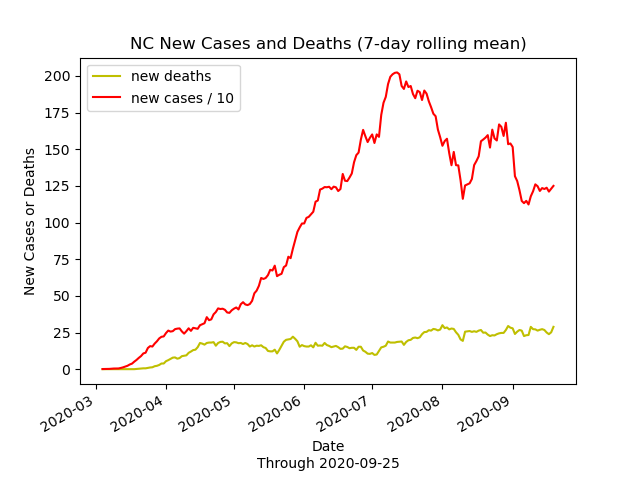 NC New Cases and Deaths (7-day rolling mean)
new deaths
new cases / 10
New Cases or Deaths
200
175
150
125
100
75
50
25
0
2020-03
2020-04
2020-05
2020-06
2020-07
2020-08
2020-09
Date
Through 2020-09-25